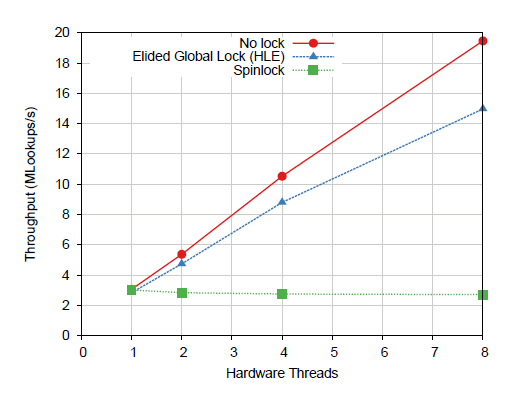 No lock
Elided Global Lock (HLE)
Spinlock
20
18
16
14
12
10
8
6
4
2
0
Throughput (MLookups/s)
0 1 2 3 4 5 6 7 8
Hardware Threads